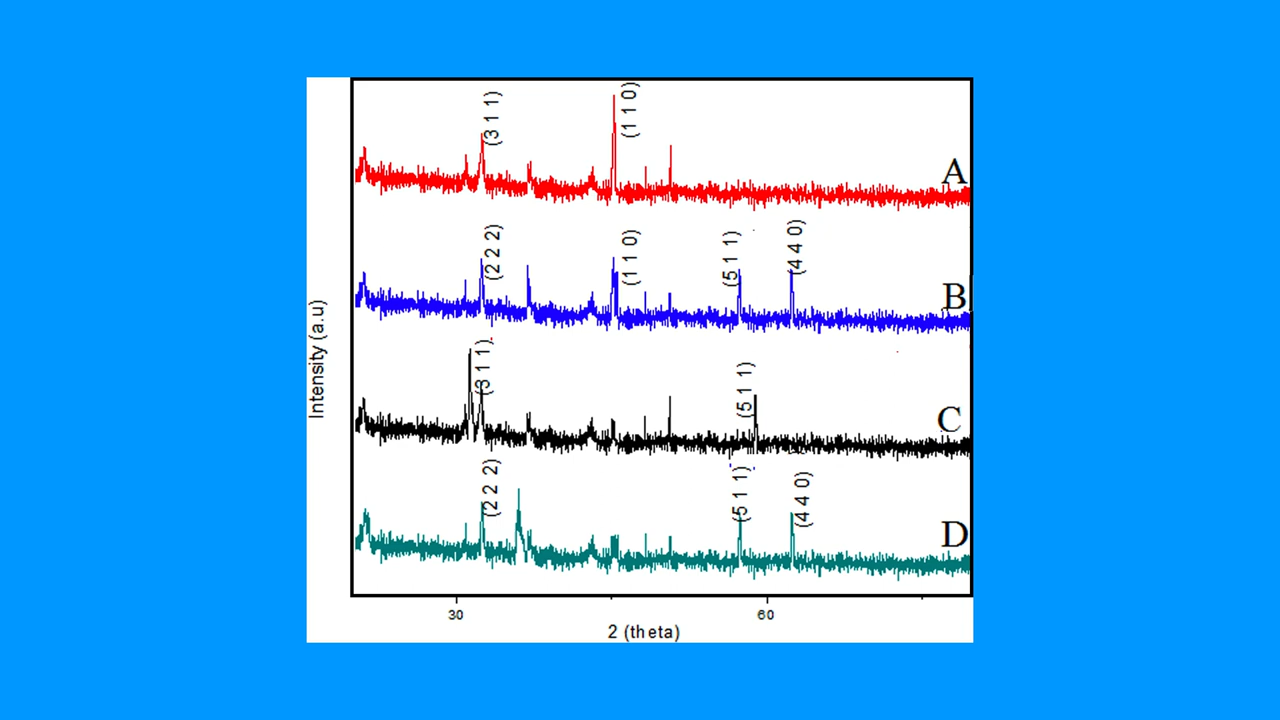 (3 1 1)
(1 1 0)
A
(2 2 2)
(1 1 0)
(5 1 1)
(4 4 0)
B
(3 1 1)
(5 1 1)
C
(2 2 2)
(5 1 1)
(4 4 0)
D
Intensity (a.u)
30
60
2 (theta)